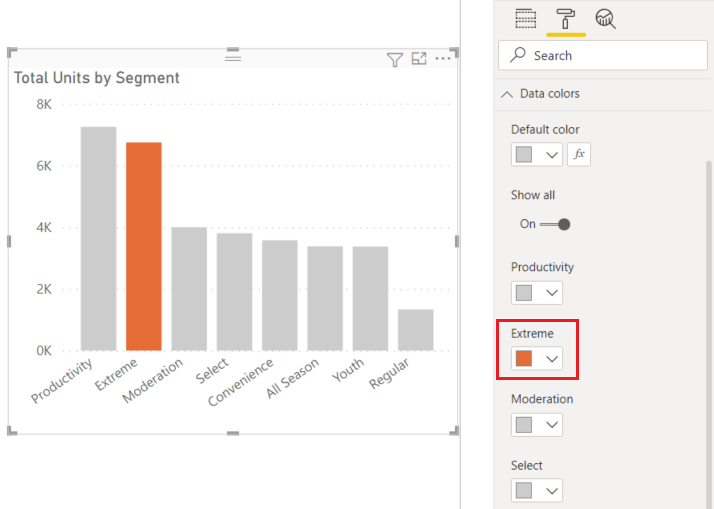 Total Units by Segment
8K
6K
4K
2K
0K
Productivity
Extreme
Moderation
Select
Convenience
All Season
Youth
Regular
Search
Data colors
Default color
fx
Show all
On
Productivity
Extreme
Moderation
Select